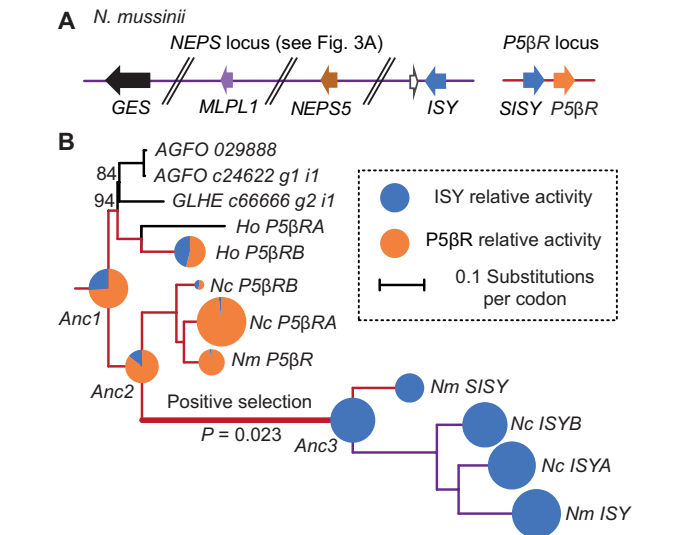 A N. mussinii
NEPS locus (see Fig. 3A) P5βR locus
GES MLPL1 NEPS5 ISY SISY P5βR
B
AGFO 029888
84 AGFO c24622 g1 i1
94 GLHE c66666 g2 i1
Ho P5βRA
Ho P5βRB
Nc P5βRB
Anc1 Nc P5βRA
Nm P5βR
Anc2
Positive selection Nm SISY
P = 0.023 Anc3
Nc ISYB
Nc ISYA
Nm ISY
ISY relative activity
P5βR relative activity
0.1 Substitutions
per codon